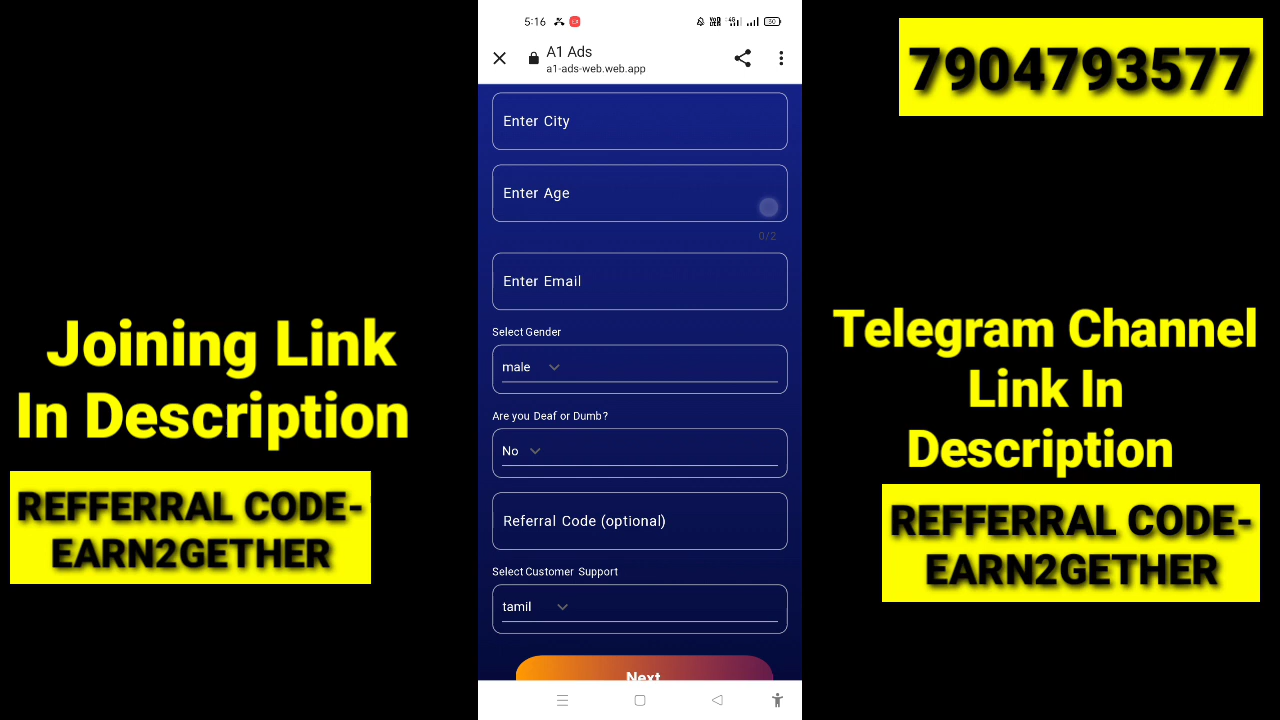 7904793577
5:16
A1 Ads
a1-ads-web.web.app
Enter City
Enter Age
0/2
Enter Email
Select Gender
male
Are you Deaf or Dumb?
No
Referral Code (optional)
Select Customer Support
tamil
Next
Joining Link
In Description
REFFERRAL CODE-
EARN2GETHER
Telegram Channel
Link In
Description
REFFERRAL CODE-
EARN2GETHER